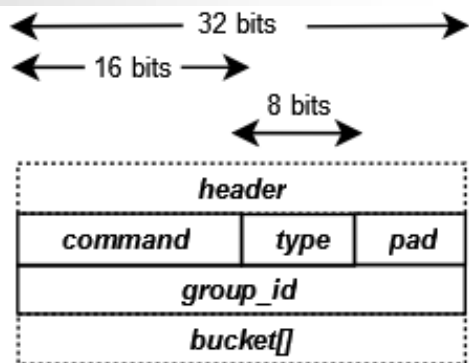 32 bits
16 bits
8 bits
header
command type pad
group_id
bucket[]